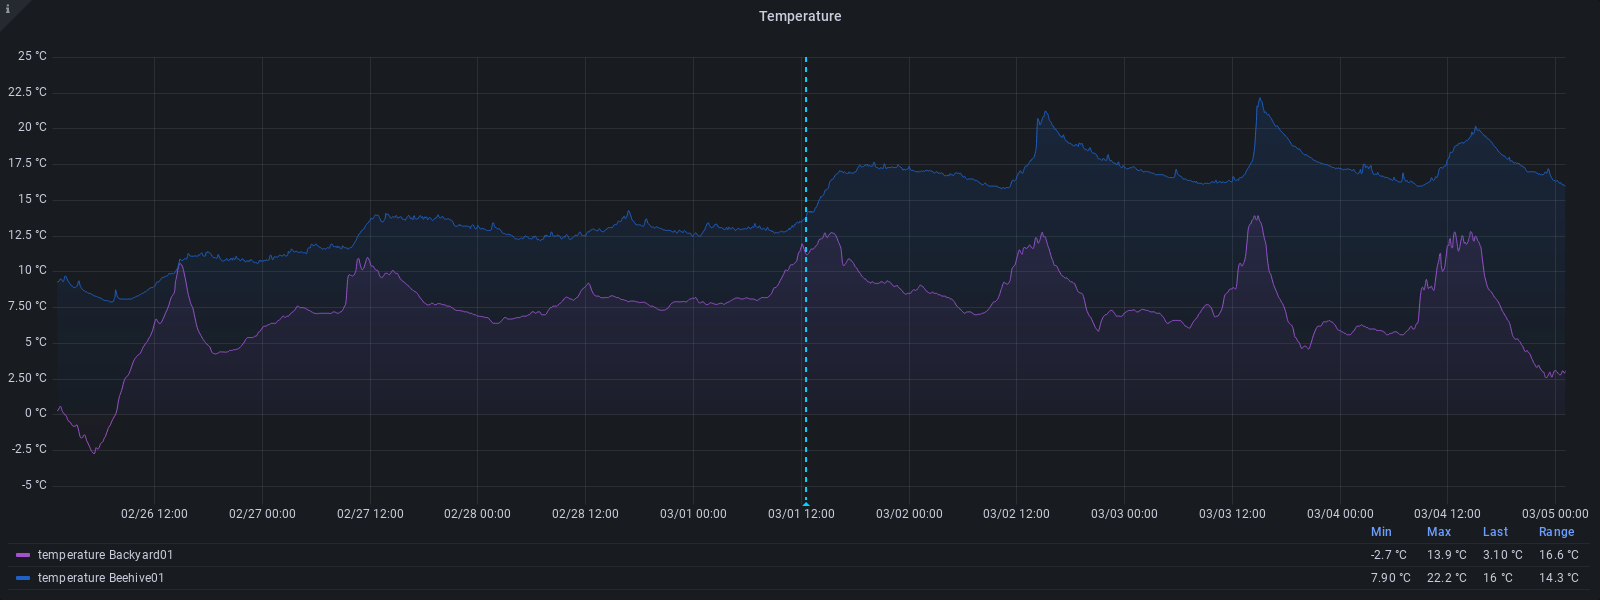 i
Temperature
25 °C
22.5 °C
20 °C
17.5 °C
15 °C
12.5 °C
10 °C
7.50 °C
5 °C
2.50 °C
0 °C
-2.5 °C
-5 °C
02/26 12:00 02/27 00:00 02/27 12:00 02/28 00:00 02/28 12:00 03/01 00:00 03/01 12:00 03/02 00:00 03/02 12:00 03/03 00:00 03/03 12:00 03/04 00:00 03/04 12:00 03/05 00:00
Min Max Last Range
temperature Backyard01 -2.7 °C 13.9 °C 3.10 °C 16.6 °C
temperature Beehive01 7.90 °C 22.2 °C 16 °C 14.3 °C